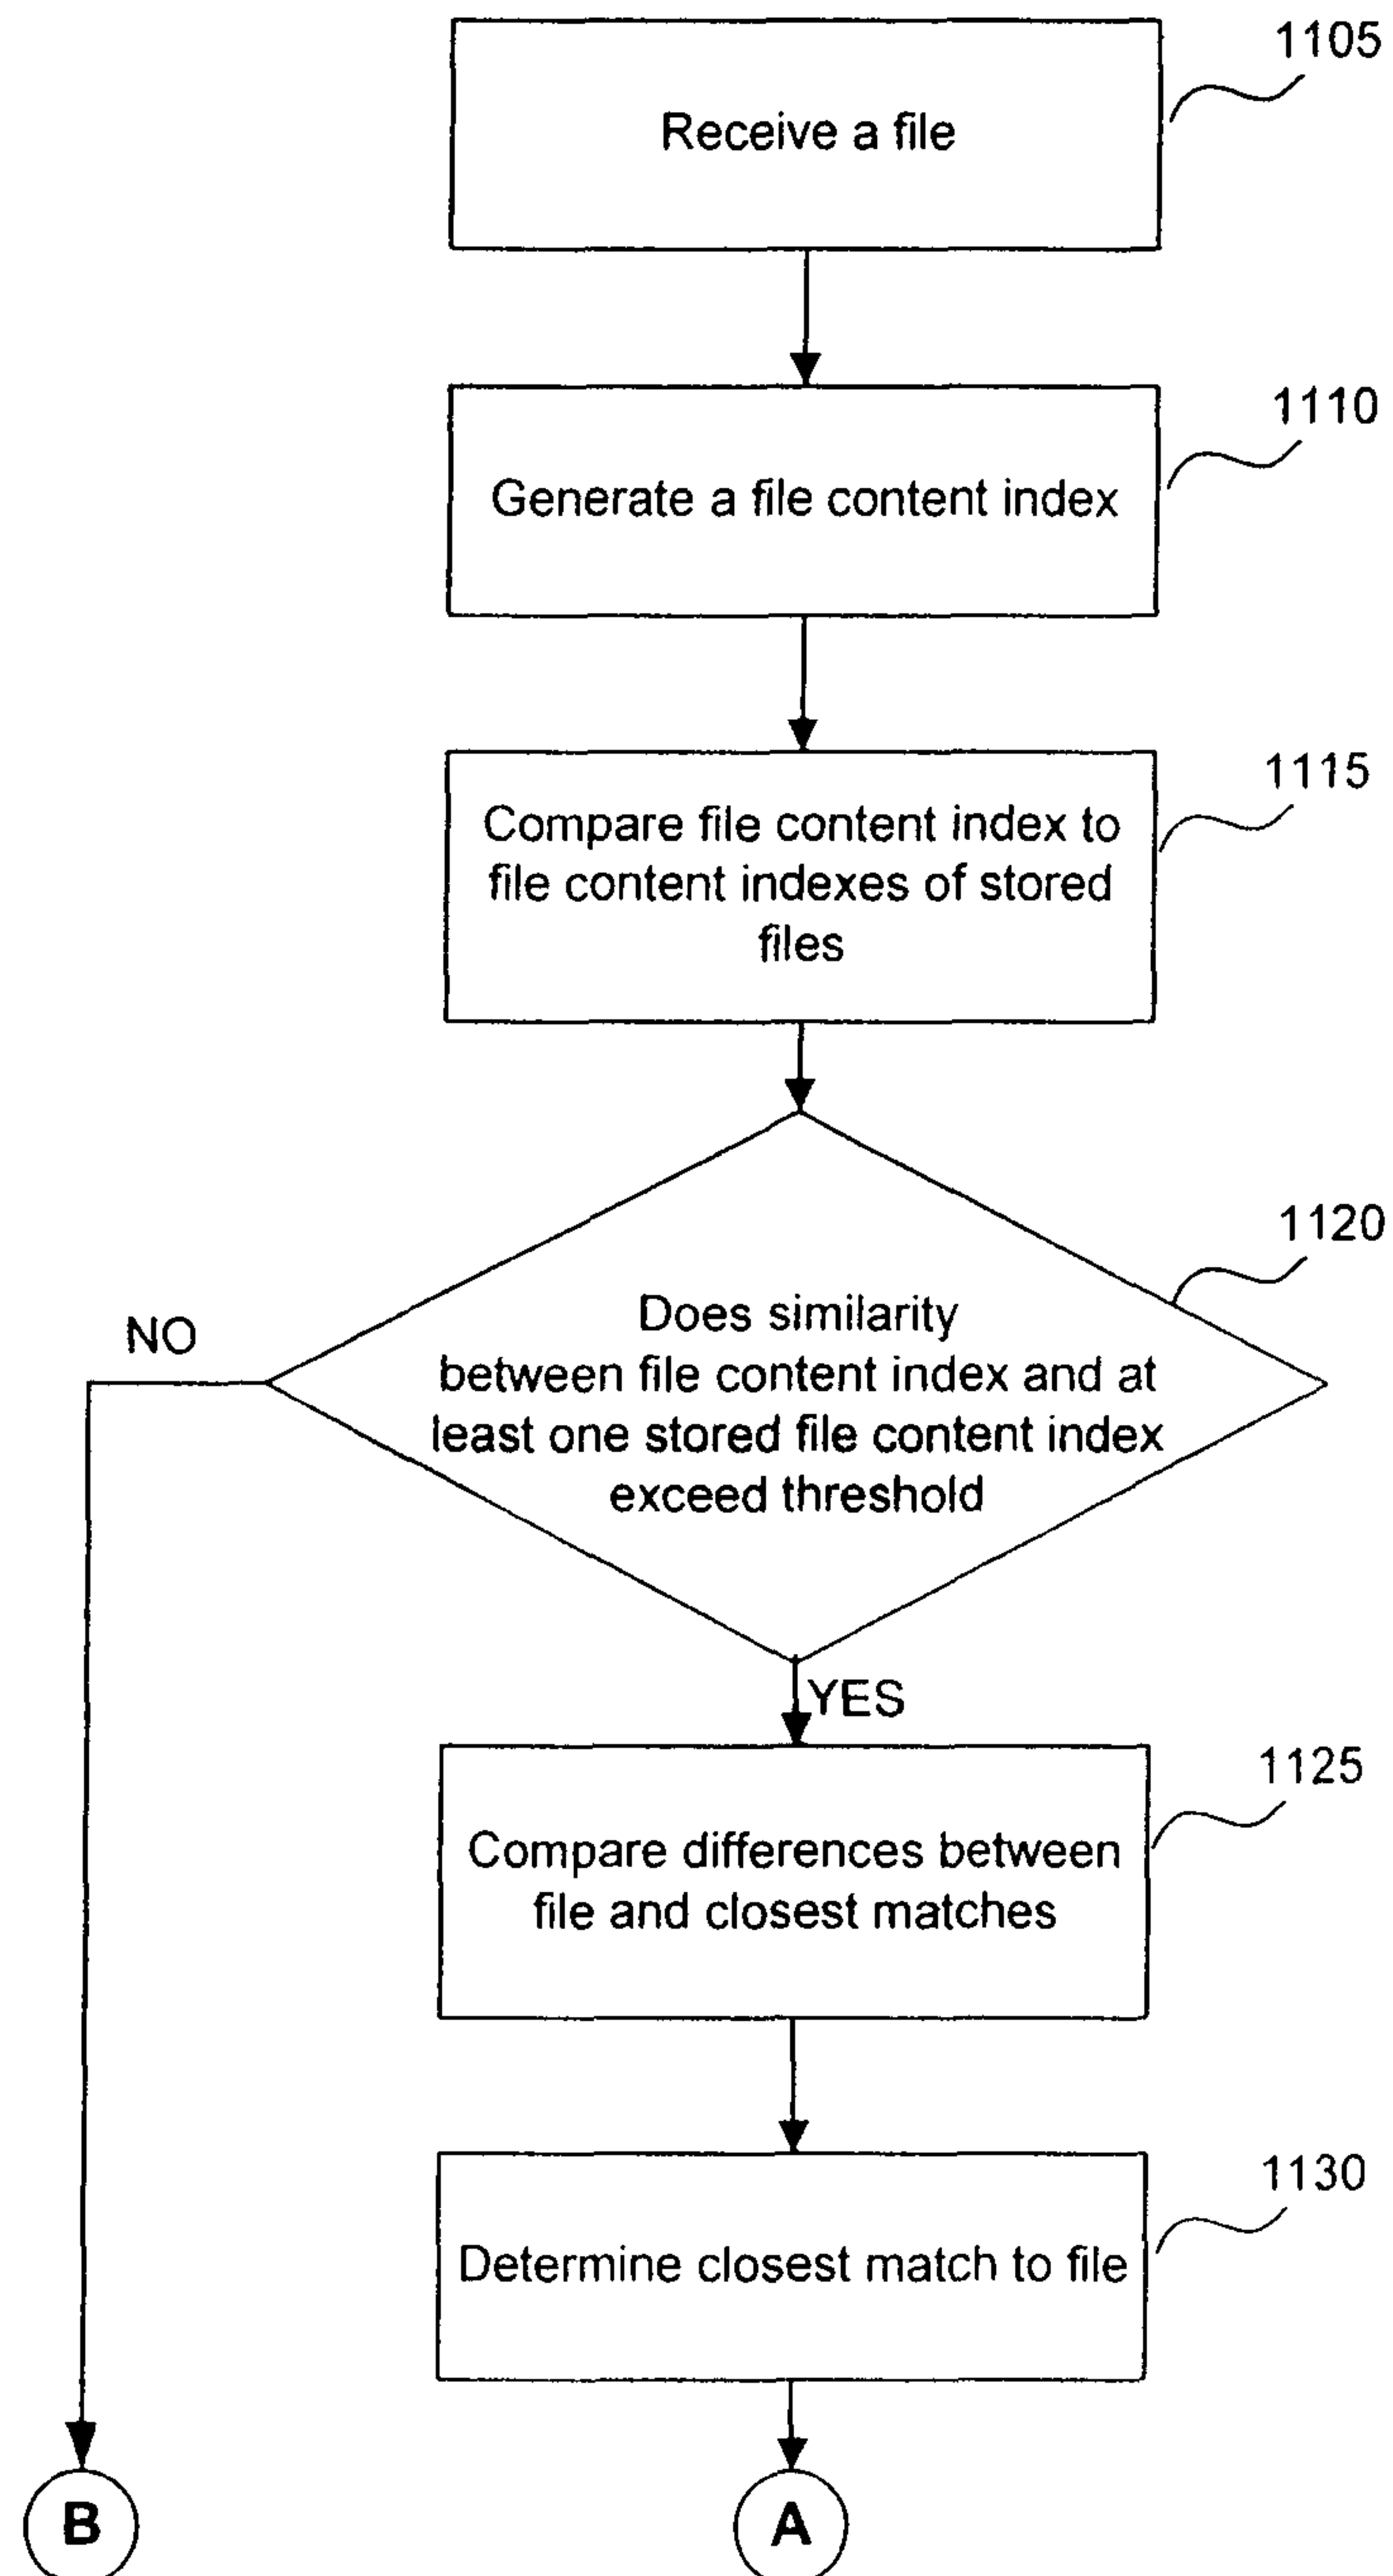 1105
Receive a file
1110
Generate a file content index
1115
Compare file content index to
file content indexes of stored
files
1120
Does similarity
between file content index and at
least one stored file content index
exceed threshold
NO
YES
1125
Compare differences between
file and closest matches
1130
Determine closest match to file
B
A